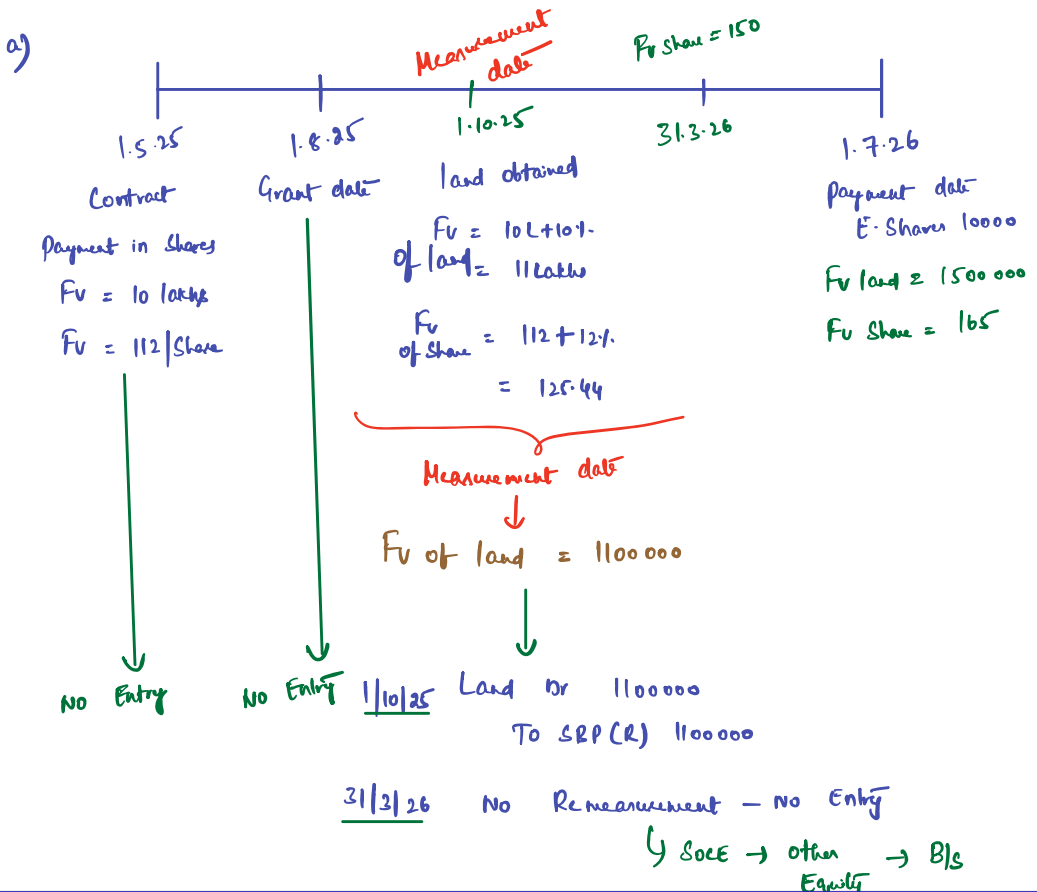 a)
Measurement
date
Fv share = 150
1.5.25
1.8.25
1.10.25
31.3.26
1.7.26
Contract
Payment in Shares
Fv = 10 lakhs
Fv = 112/Share
Grant date
land obtained
Fv = 10L+10%
of land = 11 Lakhs
Fv
of Share = 112 + 12%
= 125.44
Payment date
E. Shares 10000
Fv land = 1500 000
Fv Share = 165
Measurement date
Fv of land = 1100 000
No Entry
No Entry
1/10/25 Land Dr 1100000
To SBP (R) 1100000
31/3/26 No Remeasurement – No Entry
↳ SOCE → other → B/s
Equity